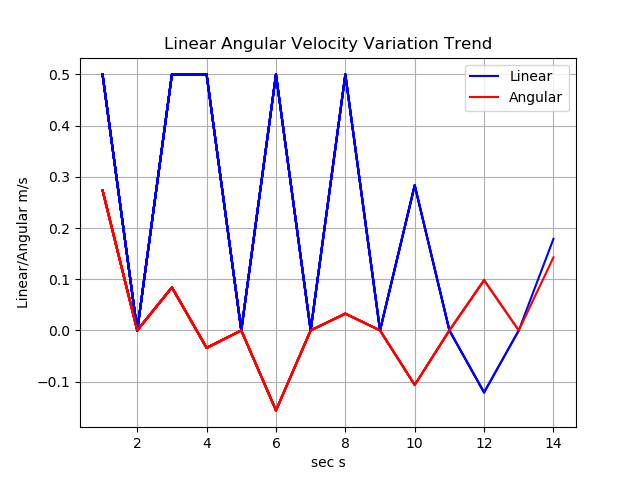 Linear Angular Velocity Variation Trend
Linear
Angular
Linear/Angular m/s
0.5
0.4
0.3
0.2
0.1
0.0
−0.1
2 4 6 8 10 12 14
sec s